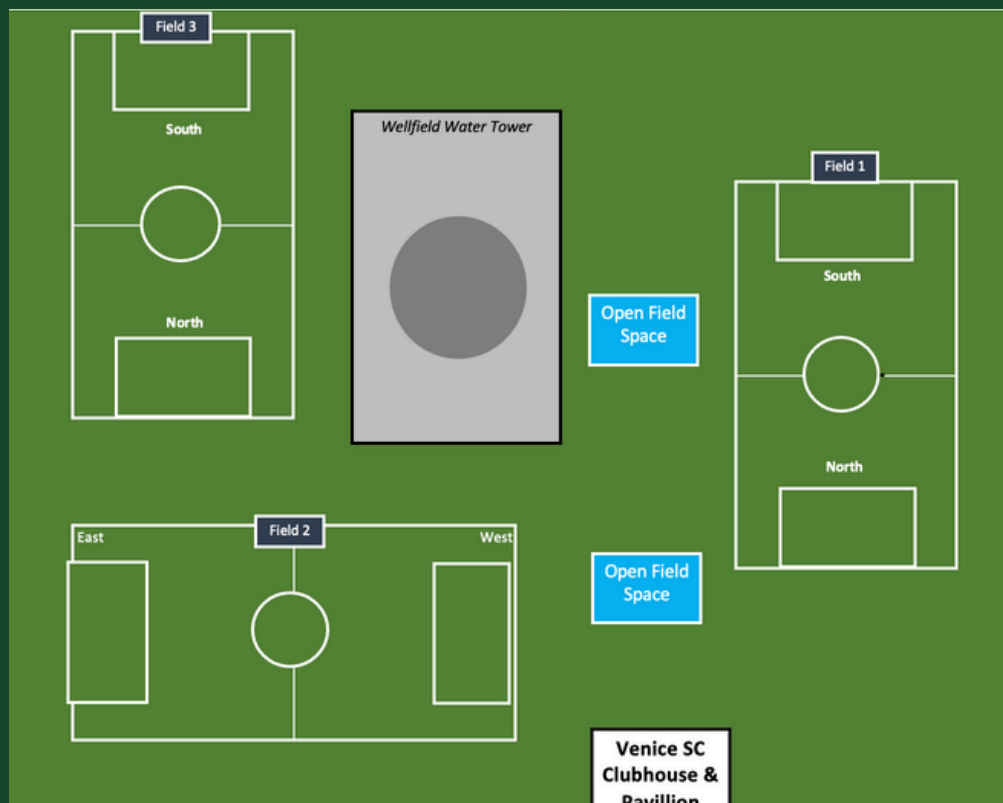 Field 3
South
North
Wellfield Water Tower
Field 1
South
North
Open Field
Space
Field 2
East
West
Open Field
Space
Venice SC
Clubhouse &
Pavillion